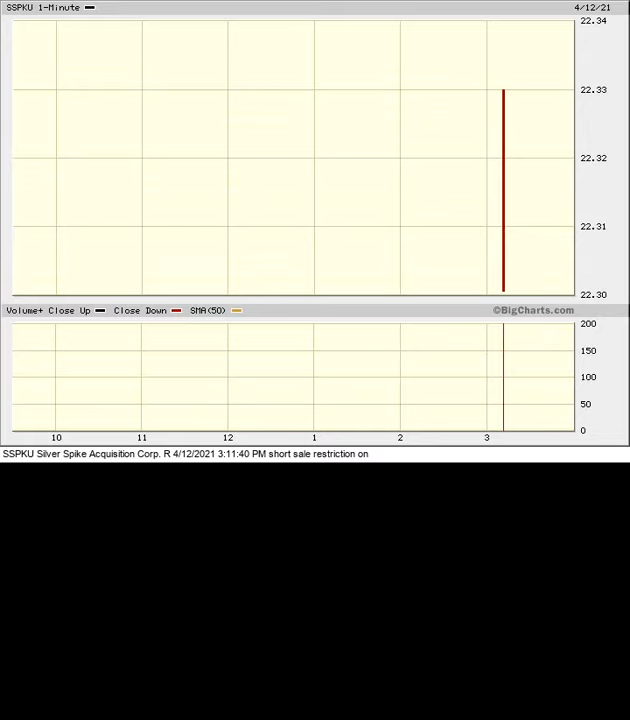 SSPKU 1-Minute 4/12/21
22.34
22.33
22.32
22.31
22.30
Volume+ Close Up Close Down SMA(50) ©BigCharts.com
200
150
100
50
0
10 11 12 1 2 3
SSPKU Silver Spike Acquisition Corp. R 4/12/2021 3:11:40 PM short sale restriction on